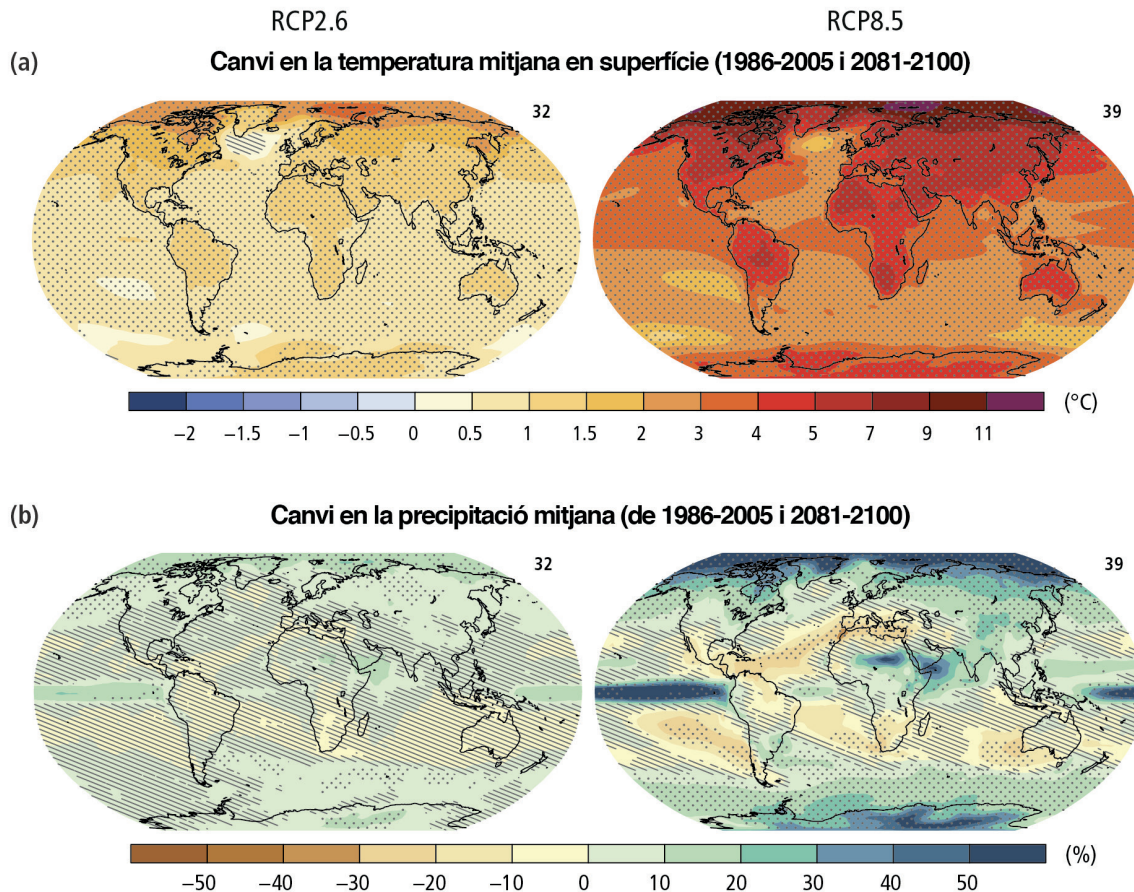 RCP2.6 RCP8.5
(a) Canvi en la temperatura mitjana en superfície (1986-2005 i 2081-2100)
32 39
(°C)
−2 −1.5 −1 −0.5 0 0.5 1 1.5 2 3 4 5 7 9 11
(b) Canvi en la precipitació mitjana (de 1986-2005 i 2081-2100)
32 39
(%)
−50 −40 −30 −20 −10 0 10 20 30 40 50